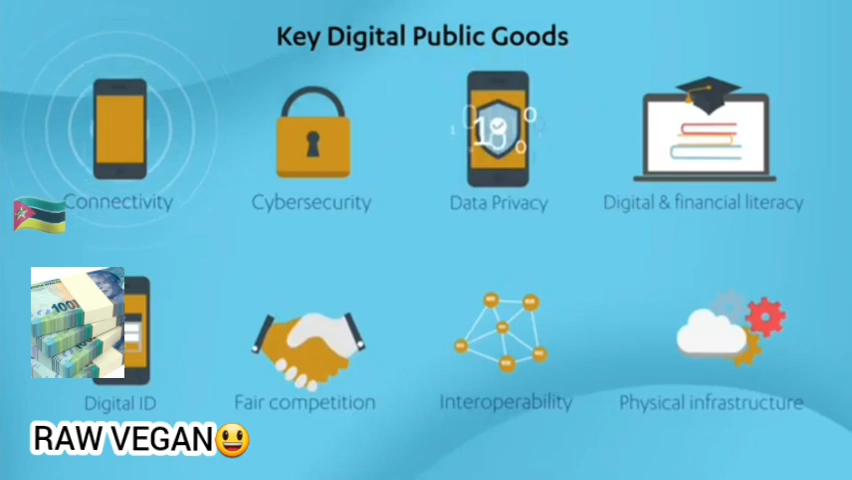 Key Digital Public Goods
Connectivity
Cybersecurity
Data Privacy
Digital & financial literacy
Digital ID
Fair competition
Interoperability
Physical infrastructure
100
RAW VEGAN😃